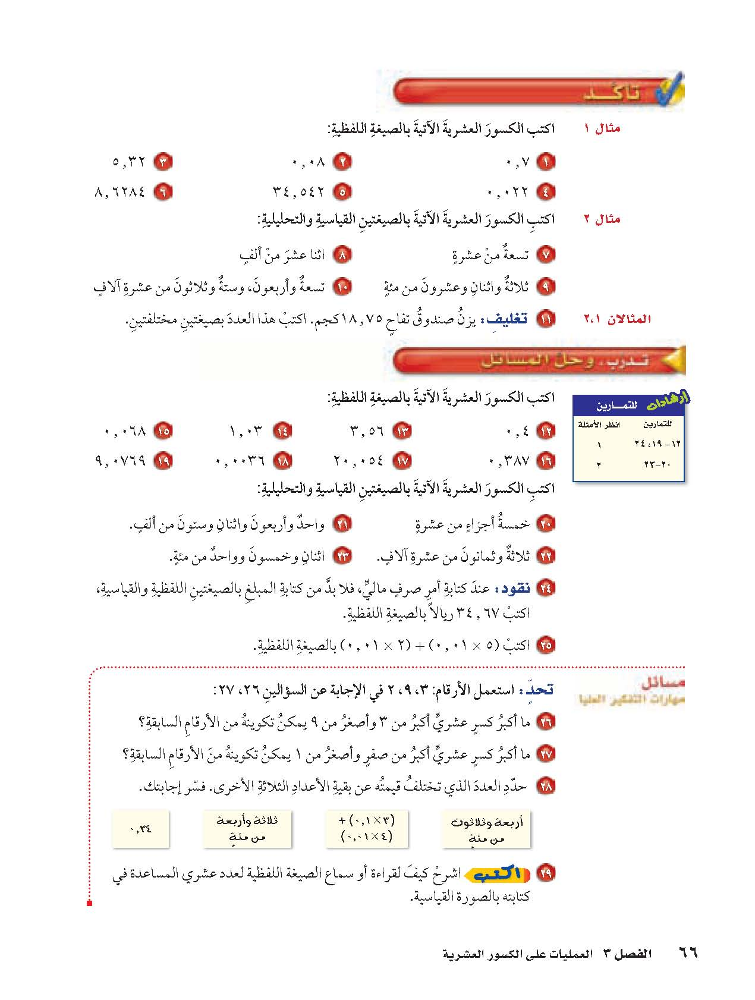 تأكـــد
مثال ١ اكتب الكسورَ العشريةَ الآتيةَ بالصيغةِ اللفظيةِ:
١ ٠,٧ ٢ ٠,٠٨ ٣ ٥,٣٢
٤ ٠,٠٢٢ ٥ ٣٤,٥٤٢ ٦ ٨,٦٢٨٤
مثال ٢ اكتبِ الكسورَ العشريةَ الآتيةَ بالصيغتينِ القياسيةِ والتحليليةِ:
٧ تسعةٌ منْ عشرةٍ ٨ اثنا عشرَ منْ ألفٍ
٩ ثلاثةٌ واثنانِ وعشرونَ من مئةٍ ١٠ تسعةٌ وأربعونَ، وستةٌ وثلاثونَ من عشرةِ آلافٍ
المثالان ٢،١ ١١ تغليف: يزنُ صندوقُ تفاحٍ ١٨,٧٥ كجم. اكتبْ هذا العددَ بصيغتينِ مختلفتينِ.
تـدرب، وحل المسائل
اكتب الكسورَ العشريةَ الآتيةَ بالصيغةِ اللفظيةِ:
إرشادات للتمـــارين
للتمارين انظر الأمثلة
١٢–١٩، ٢٤ ١
٢٠–٢٣ ٢
١٢ ٠,٤ ١٣ ٣,٥٦ ١٤ ١,٠٣ ١٥ ٠,٠٦٨
١٦ ٠,٣٨٧ ١٧ ٢٠,٠٥٤ ١٨ ٠,٠٠٣٦ ١٩ ٩,٠٧٦٩
اكتبِ الكسورَ العشريةَ الآتيةَ بالصيغتينِ القياسيةِ والتحليليةِ:
٢٠ خمسةُ أجزاءٍ من عشرةٍ ٢١ واحدٌ وأربعونَ واثنانِ وستونَ من ألفٍ.
٢٢ ثلاثةٌ وثمانونَ من عشرةِ آلافٍ. ٢٣ اثنانِ وخمسونَ وواحدٌ من مئةٍ.
٢٤ نقود: عندَ كتابةِ أمرِ صرفٍ ماليٍّ، فلا بدَّ من كتابةِ المبلغِ بالصيغتينِ اللفظيةِ والقياسيةِ،
اكتبْ ٣٤,٦٧ ريالاً بالصيغةِ اللفظيةِ.
٢٥ اكتبْ (٥ × ٠,٠١) + (٢ × ٠,٠١) بالصيغةِ اللفظيةِ.
مسائل
مهارات التفكير العليا
تحدٍّ: استعمل الأرقام: ٣، ٩، ٢ في الإجابة عن السؤالينِ ٢٦، ٢٧:
٢٦ ما أكبرُ كسرٍ عشريٍّ أكبرُ من ٣ وأصغرُ من ٩ يمكنُ تكوينهُ من الأرقامِ السابقةِ؟
٢٧ ما أكبرُ كسرٍ عشريٍّ أكبرُ من صفرٍ وأصغرُ من ١ يمكنُ تكوينهُ منَ الأرقامِ السابقةِ؟
٢٨ حدّدِ العددَ الذي تختلفُ قيمتُه عن بقيةِ الأعدادِ الثلاثةِ الأخرى. فسّر إجابتك.
أربعة وثلاثون
من مئةٍ
(٣×٠,١) +
(٤×٠,٠١)
ثلاثة وأربعة
من مئةٍ
٠,٣٤
٢٩ اكتب اشرحْ كيفَ لقراءة أو سماع الصيغة اللفظية لعدد عشري المساعدة في
كتابته بالصورة القياسية.
٦٦ الفصل ٣ العمليات على الكسور العشرية